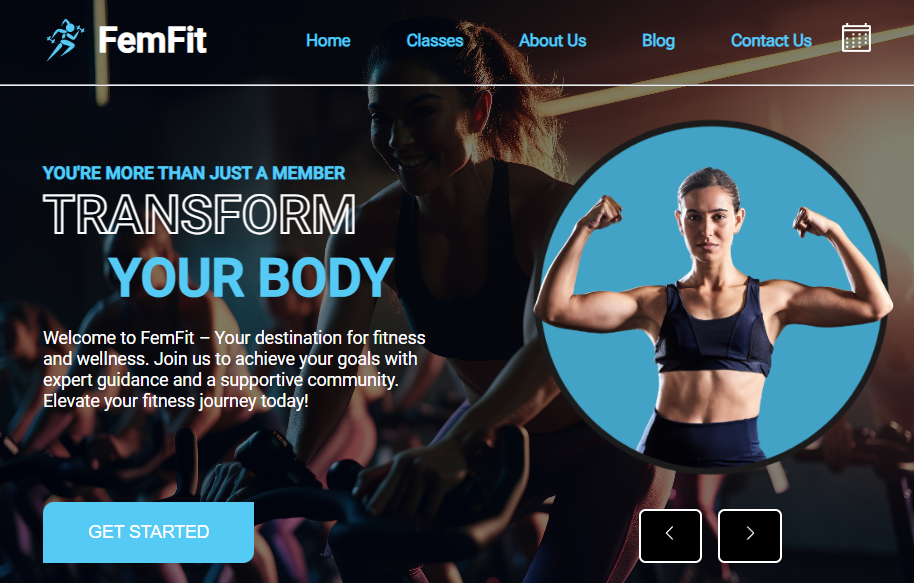 FemFit
Home Classes About Us Blog Contact Us
YOU'RE MORE THAN JUST A MEMBER
TRANSFORM
YOUR BODY
Welcome to FemFit – Your destination for fitness
and wellness. Join us to achieve your goals with
expert guidance and a supportive community.
Elevate your fitness journey today!
GET STARTED